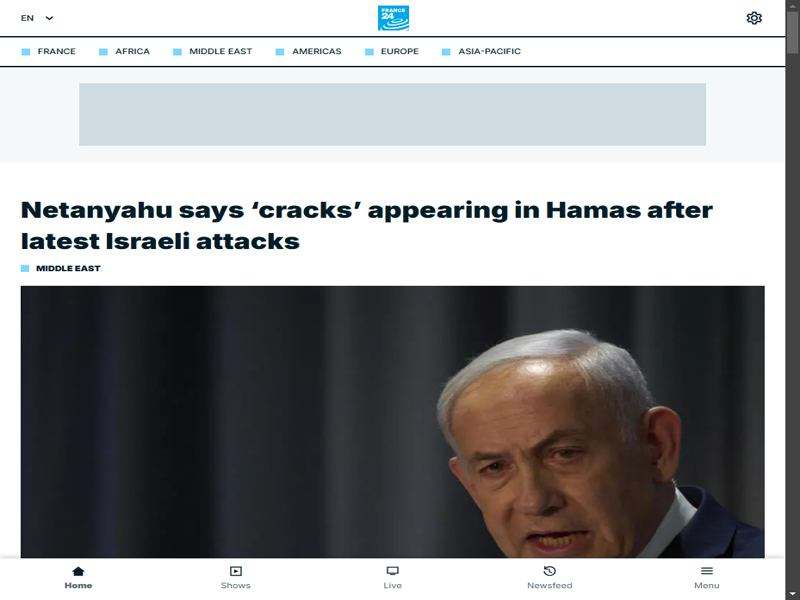 EN
FRANCE
24
FRANCE AFRICA MIDDLE EAST AMERICAS EUROPE ASIA-PACIFIC
Netanyahu says ‘cracks’ appearing in Hamas after
latest Israeli attacks
MIDDLE EAST
Home Shows Live Newsfeed Menu